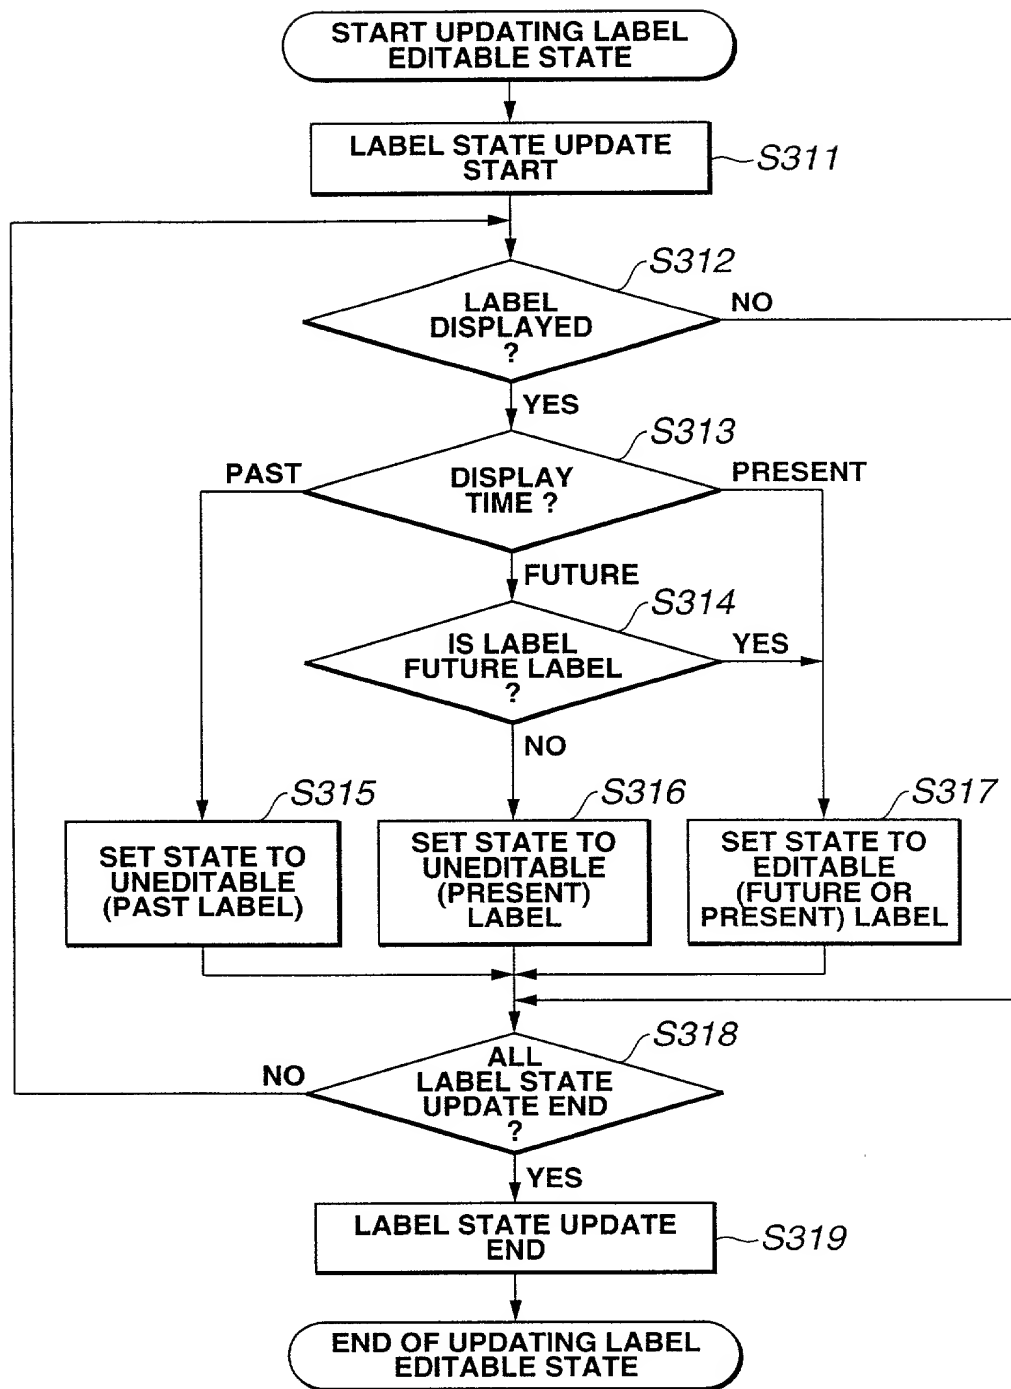 START UPDATING LABEL
EDITABLE STATE
LABEL STATE UPDATE
START
S311
S312
LABEL
DISPLAYED
?
NO
YES
S313
PAST
DISPLAY
TIME ?
PRESENT
FUTURE
S314
IS LABEL
FUTURE LABEL
?
YES
NO
S315
SET STATE TO
UNEDITABLE
(PAST LABEL)
S316
SET STATE TO
UNEDITABLE
(PRESENT)
LABEL
S317
SET STATE TO
EDITABLE
(FUTURE OR
PRESENT) LABEL
S318
NO
ALL
LABEL STATE
UPDATE END
?
YES
LABEL STATE UPDATE
END
S319
END OF UPDATING LABEL
EDITABLE STATE